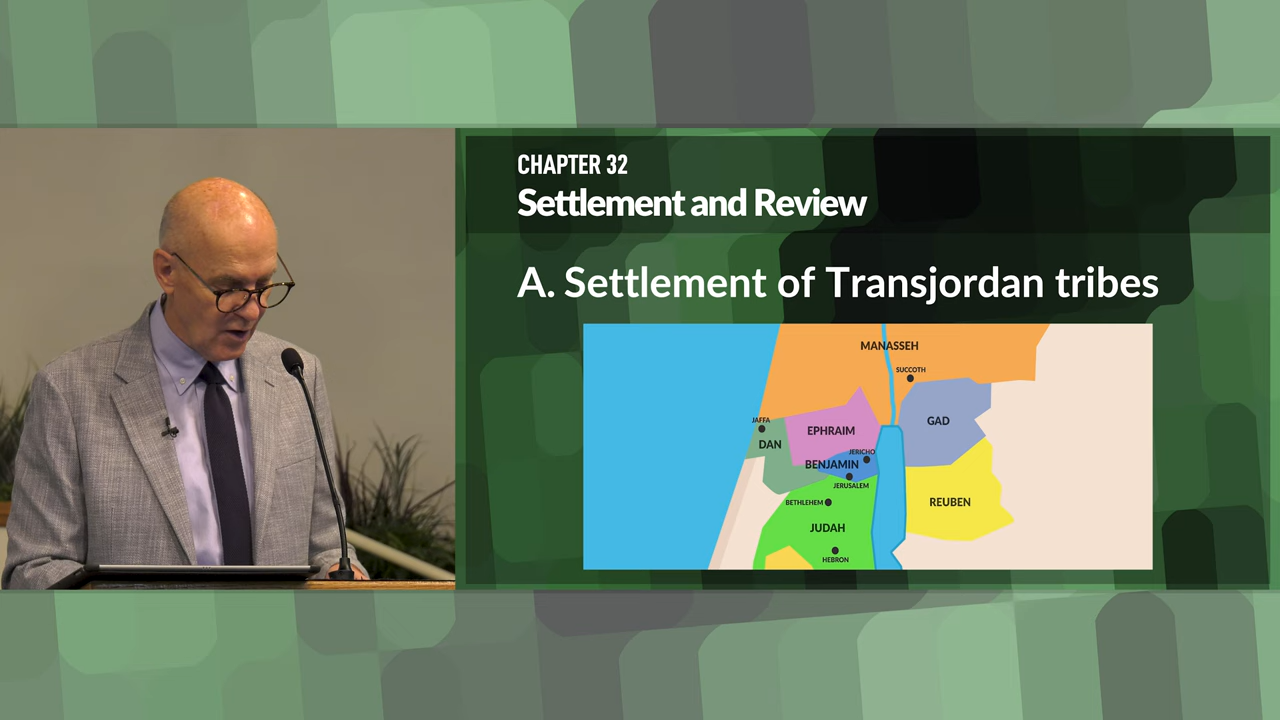 CHAPTER 32
Settlement and Review
A. Settlement of Transjordan tribes
MANASSEH
SUCCOTH
JAFFA
GAD
EPHRAIM
DAN
JERICHO
BENJAMIN
JERUSALEM
BETHLEHEM
REUBEN
JUDAH
HEBRON